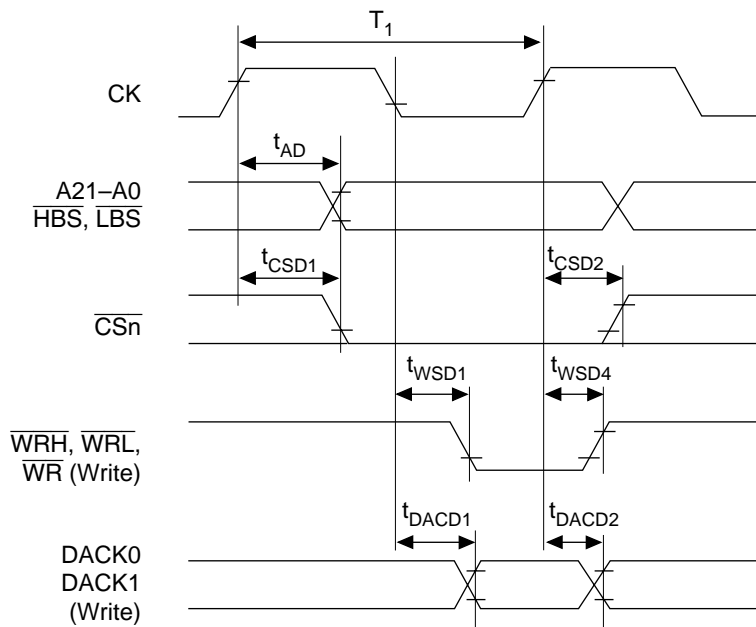 T1
CK
tAD
A21–A0
HBS, LBS
tCSD1
tCSD2
CSn
tWSD1
tWSD4
WRH, WRL,
WR (Write)
tDACD1
tDACD2
DACK0
DACK1
(Write)